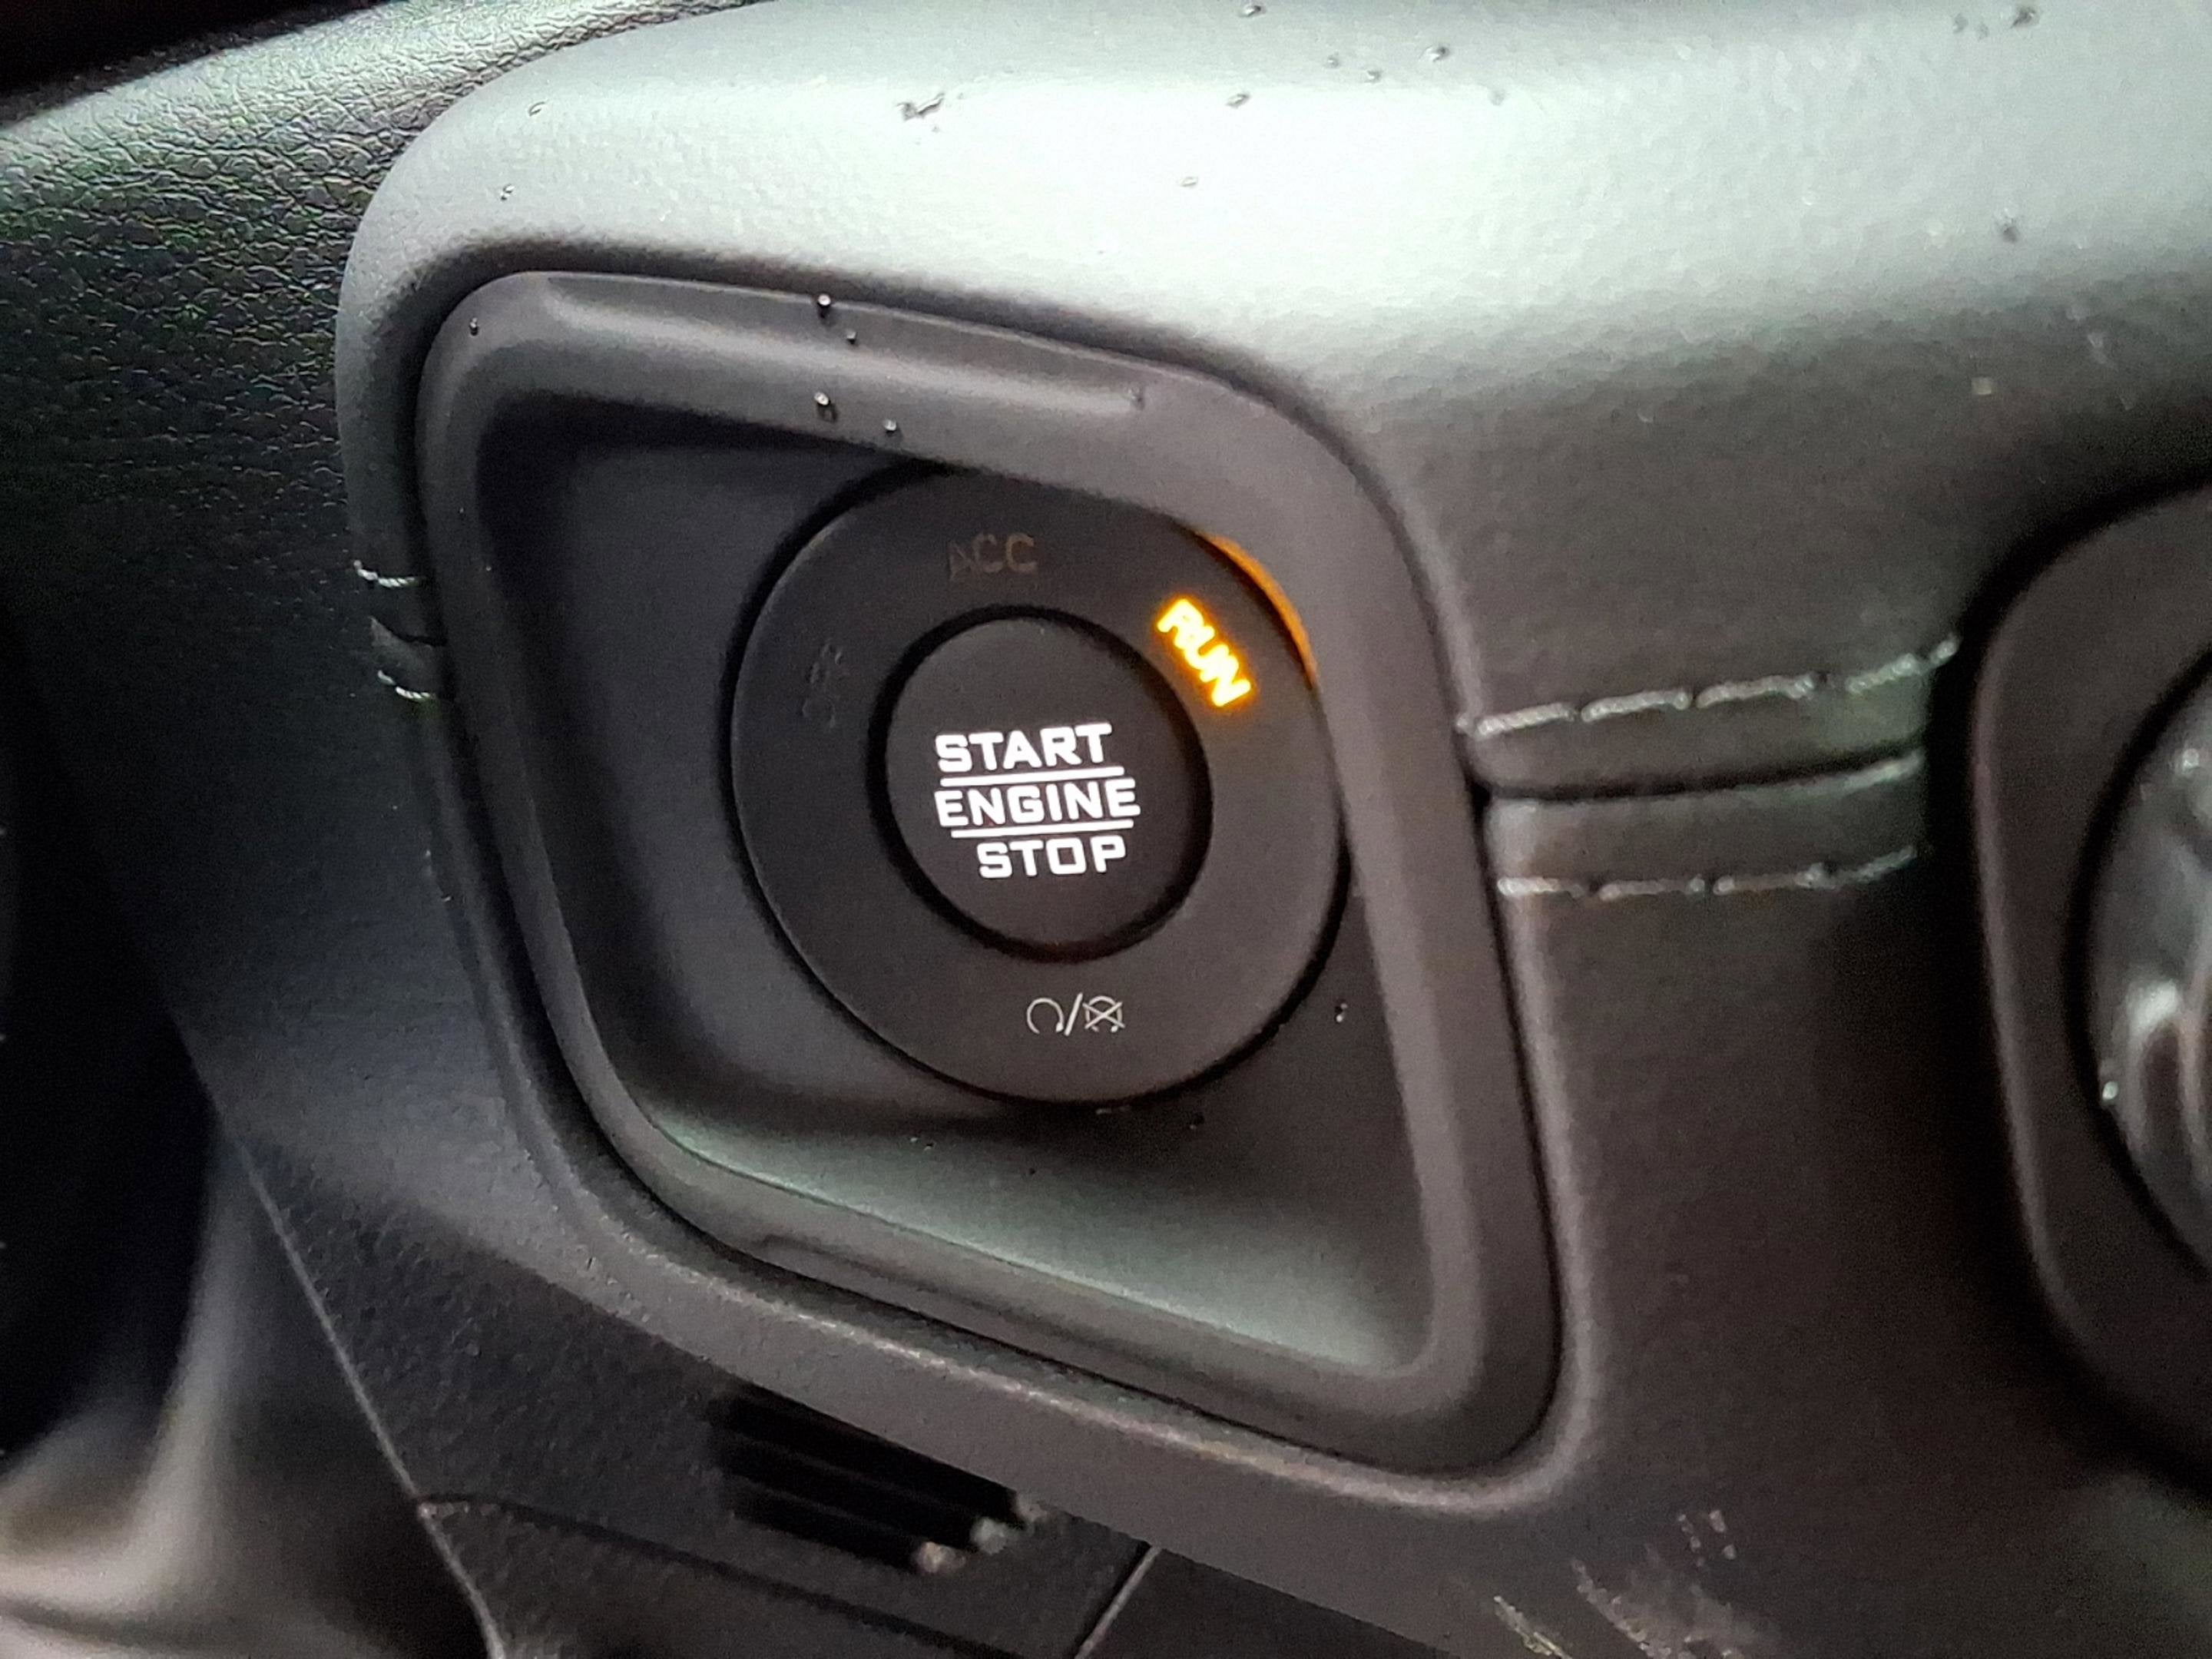 ACC
RUN
START
ENGINE
STOP